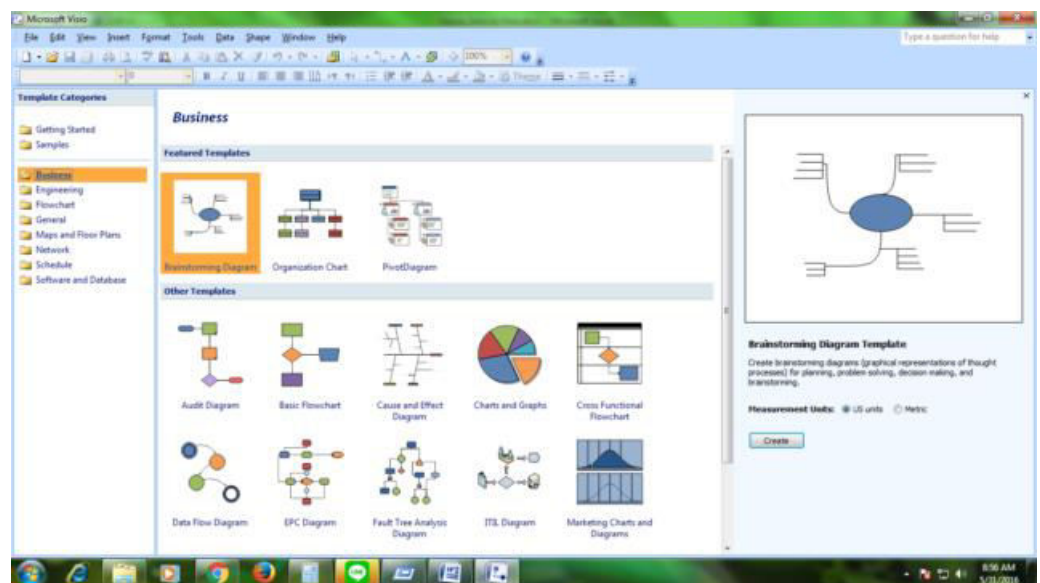 Microsoft Visio
File Edit View Insert Format Tools Data Shape Window Help
Type a question for help
100%
Theme
Template Categories
Getting Started
Samples
Business
Engineering
Flowchart
General
Maps and Floor Plans
Network
Schedule
Software and Database
Business
Featured Templates
Brainstorming Diagram
Organization Chart
PivotDiagram
Other Templates
Audit Diagram
Basic Flowchart
Cause and Effect
Diagram
Charts and Graphs
Cross Functional
Flowchart
Data Flow Diagram
EPC Diagram
Fault Tree Analysis
Diagram
ITIL Diagram
Marketing Charts and
Diagrams
Brainstorming Diagram Template
Create brainstorming diagrams (graphical representations of thought
processes) for planning, problem solving, decision making, and
brainstorming.
Measurement Units: US units Metric
Create
8:56 AM